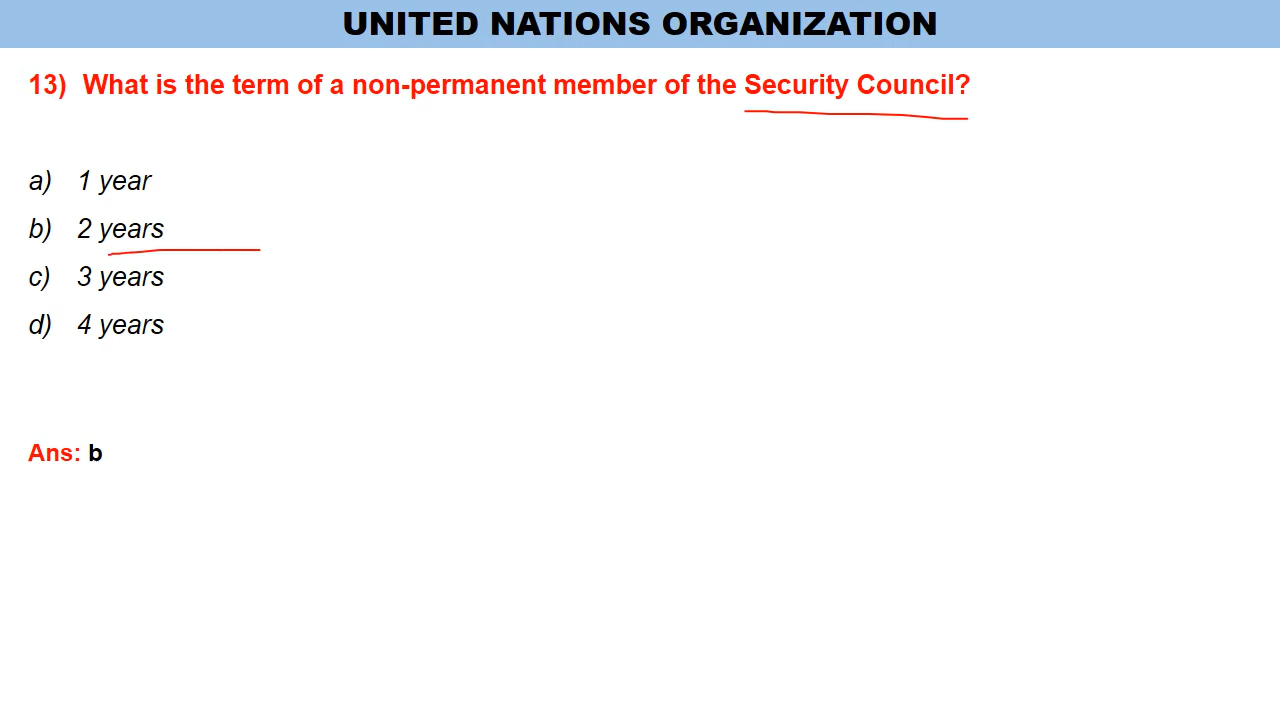 UNITED NATIONS ORGANIZATION
13) What is the term of a non-permanent member of the Security Council?
a) 1 year
b) 2 years
c) 3 years
d) 4 years
Ans: b